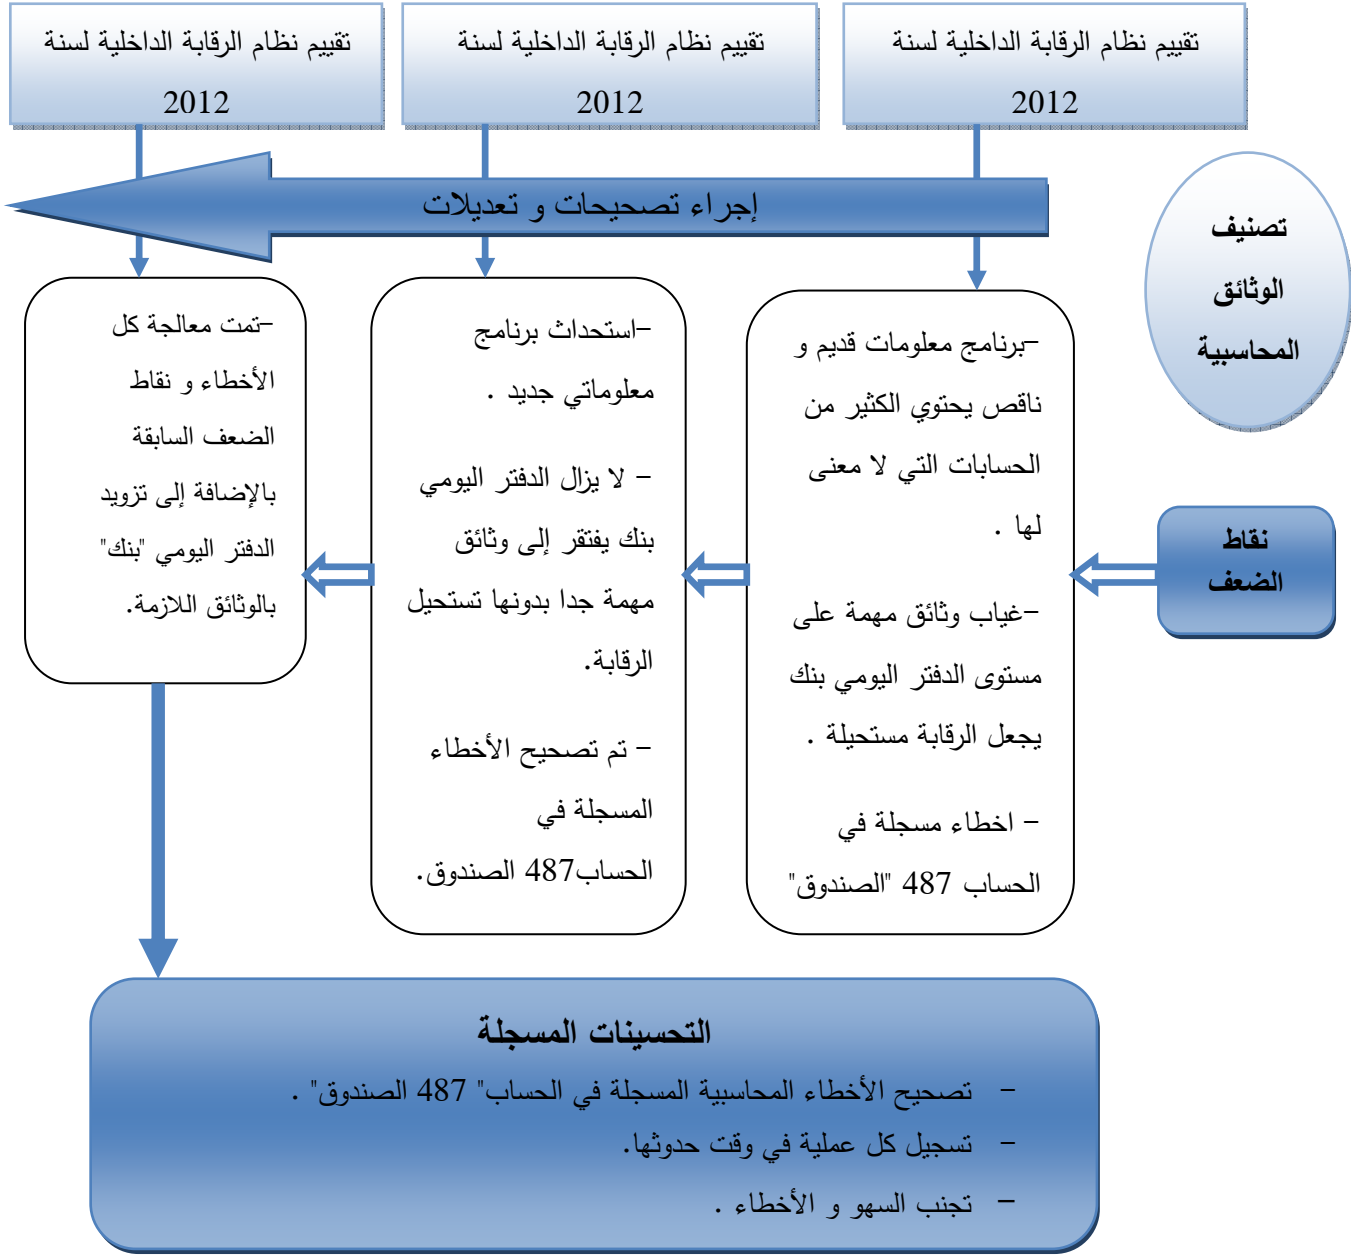 تقييم نظام الرقابة الداخلية لسنة
2012
تقييم نظام الرقابة الداخلية لسنة
2012
تقييم نظام الرقابة الداخلية لسنة
2012
إجراء تصحيحات و تعديلات
تصنيف
الوثائق
المحاسبية
نقاط
الضعف
-برنامج معلومات قديم و
ناقص يحتوي الكثير من
الحسابات التي لا معنى
لها .
-غياب وثائق مهمة على
مستوى الدفتر اليومي بنك
يجعل الرقابة مستحيلة .
- اخطاء مسجلة في
الحساب 487 "الصندوق"
-استحداث برنامج
معلوماتي جديد .
- لا يزال الدفتر اليومي
بنك يفتقر إلى وثائق
مهمة جدا بدونها تستحيل
الرقابة.
- تم تصحيح الأخطاء
المسجلة في
الحساب487 الصندوق.
-تمت معالجة كل
الأخطاء و نقاط
الضعف السابقة
بالإضافة إلى تزويد
الدفتر اليومي "بنك"
بالوثائق اللازمة.
التحسينات المسجلة
- تصحيح الأخطاء المحاسبية المسجلة في الحساب" 487 الصندوق" .
- تسجيل كل عملية في وقت حدوثها.
- تجنب السهو و الأخطاء .